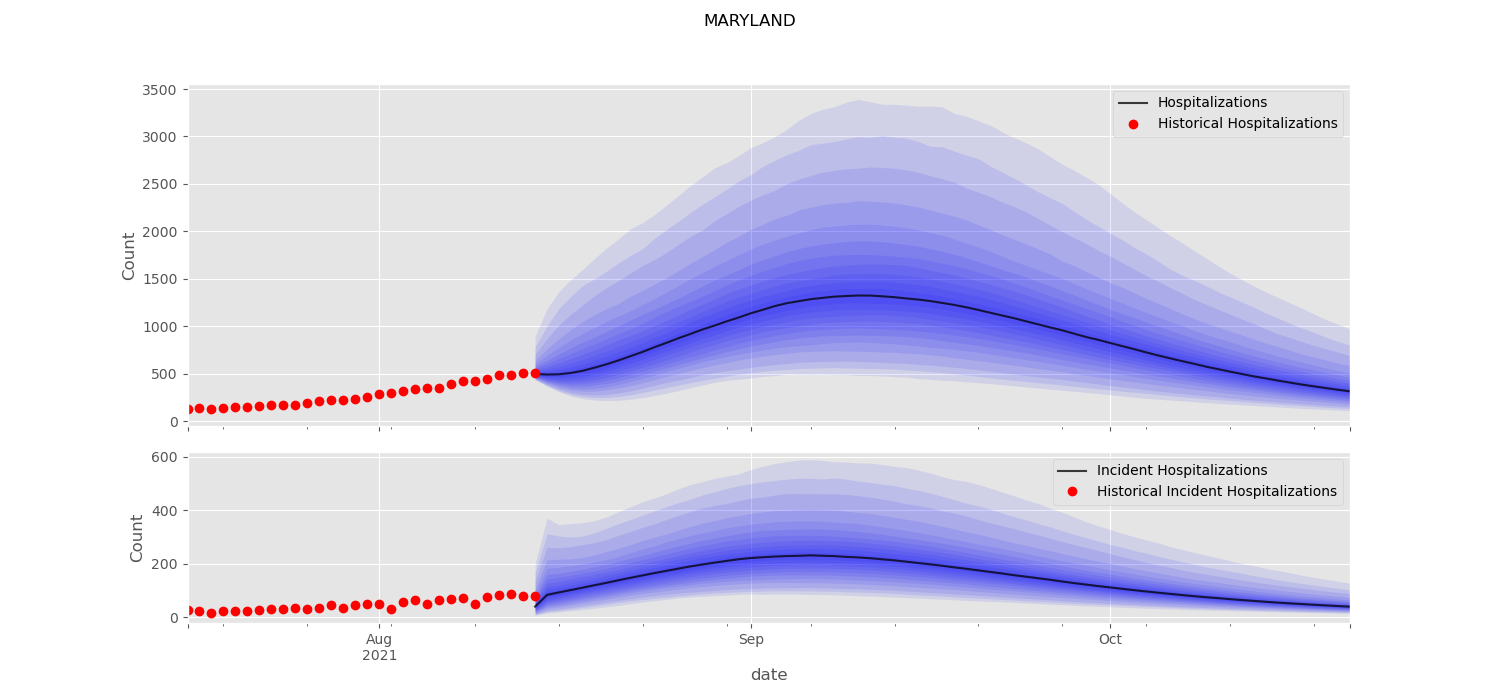 MARYLAND
3500
3000
2500
2000
1500
1000
500
0
Count
Hospitalizations
Historical Hospitalizations
600
400
200
0
Count
Incident Hospitalizations
Historical Incident Hospitalizations
Aug
2021
Sep
Oct
date